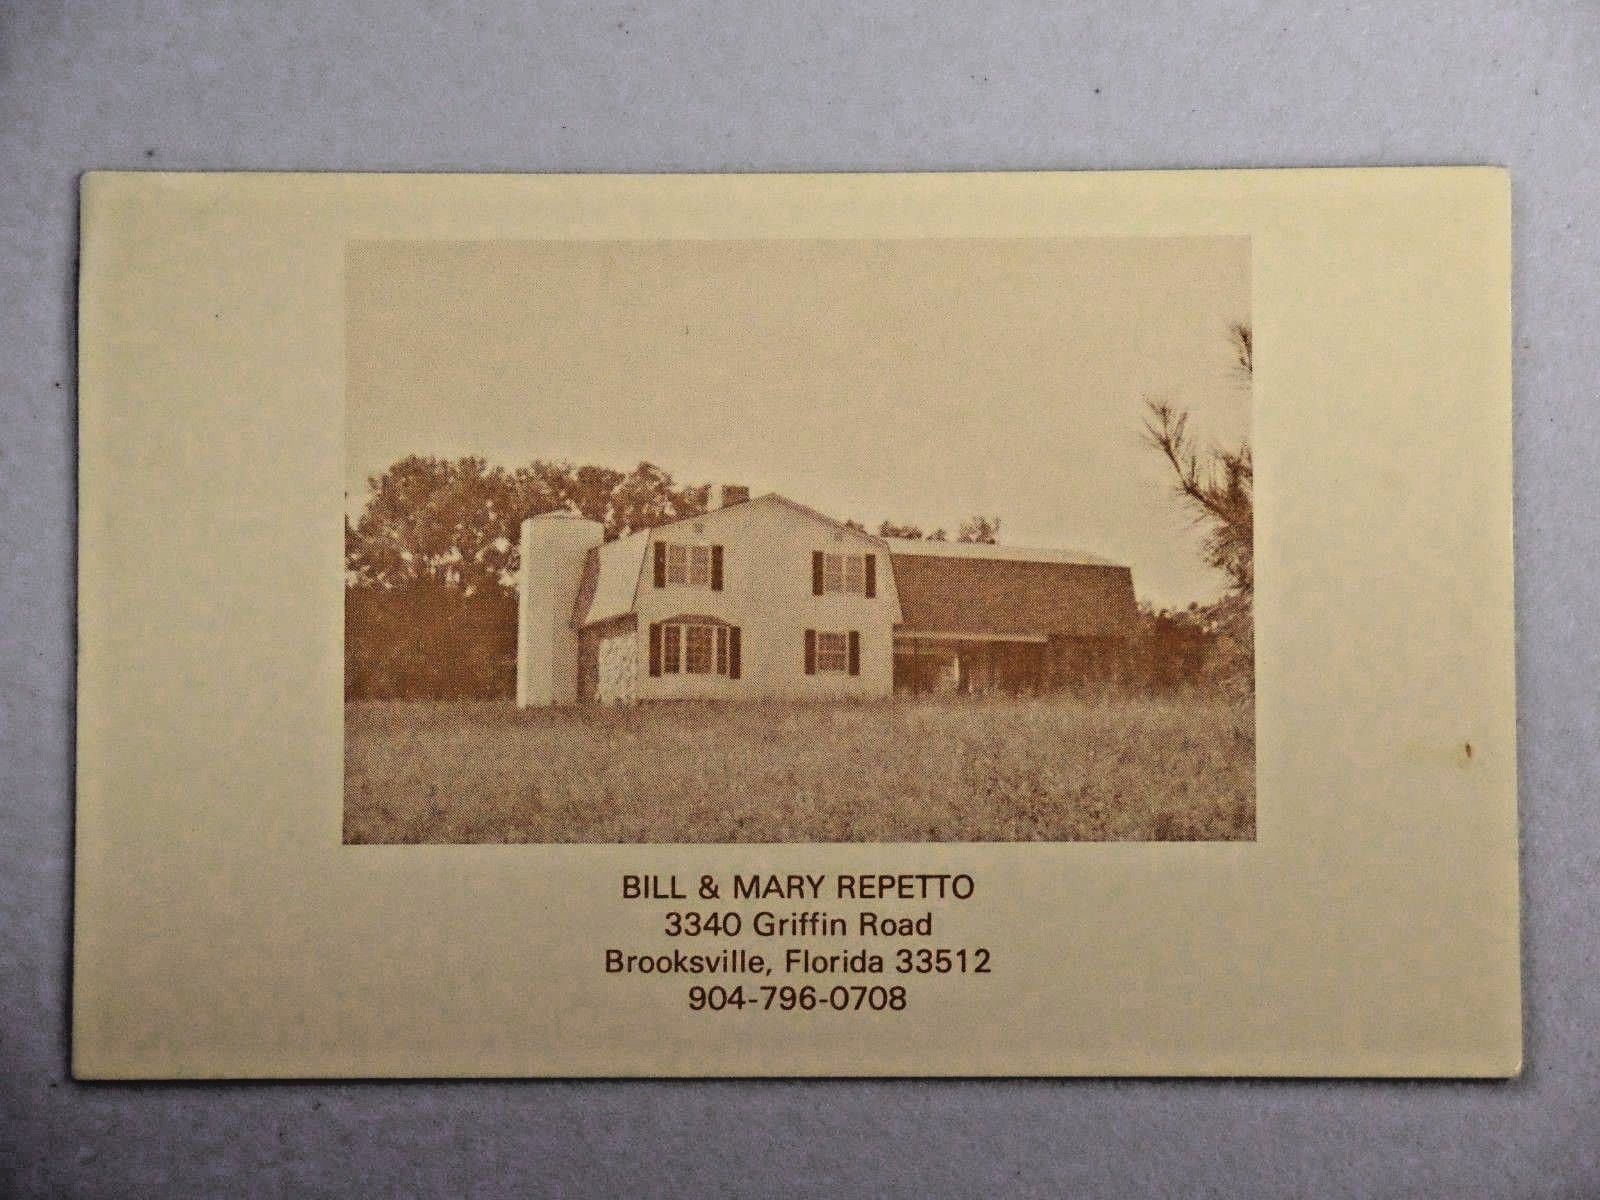 BILL & MARY REPETTO
3340 Griffin Road
Brooksville, Florida 33512
904-796-0708